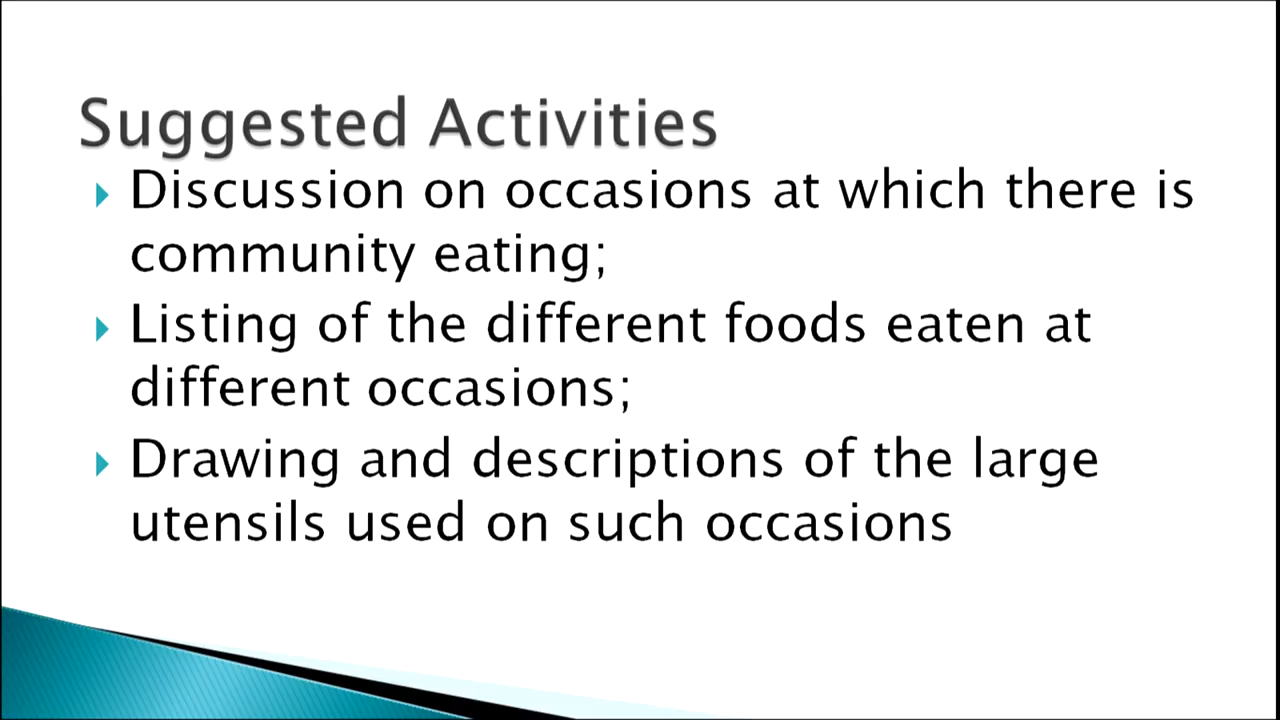 Suggested Activities
Discussion on occasions at which there is
community eating;
Listing of the different foods eaten at
different occasions;
Drawing and descriptions of the large
utensils used on such occasions